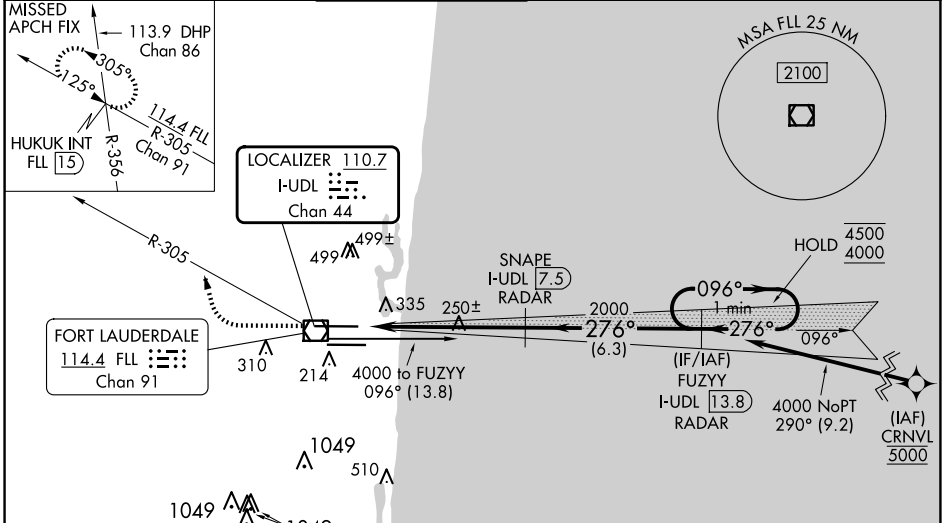 MISSED
APCH FIX
113.9 DHP
Chan 86
305°
125°
114.4 FLL
R-305
Chan 91
HUKUK INT
FLL 15
R-356
MSA FLL 25 NM
2100
LOCALIZER 110.7
I-UDL
Chan 44
R-305
499
499±
335
250±
SNAPE
I-UDL 7.5
RADAR
HOLD
4500
4000
096°
1 min
2000
276°
276°
096°
(6.3)
FORT LAUDERDALE
114.4 FLL
Chan 91
310
214
4000 to FUZYY
096° (13.8)
(IF/IAF)
FUZYY
I-UDL 13.8
RADAR
4000 NoPT
290° (9.2)
(IAF)
CRNVL
5000
1049
510
1049